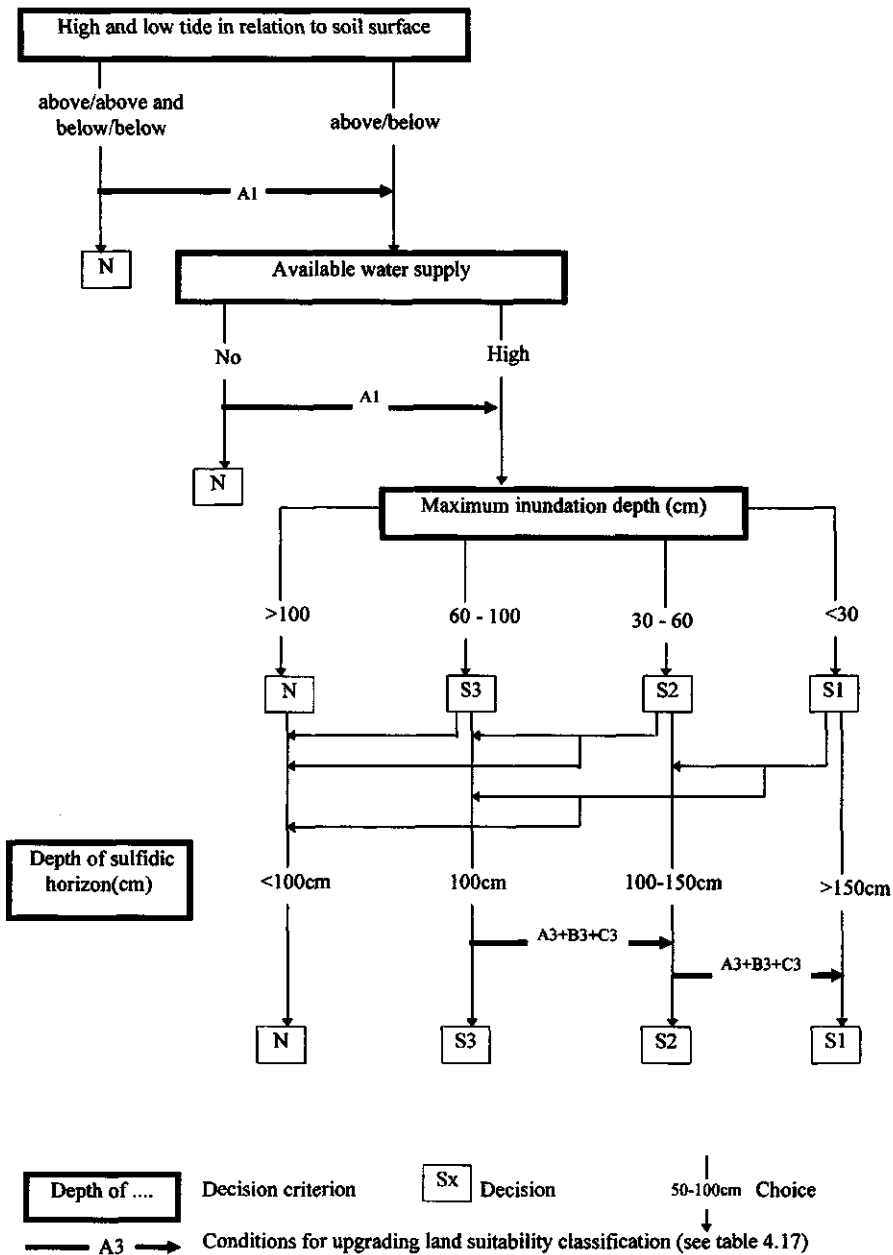 High and low tide in relation to soil surface
above/above and
below/below
above/below
A1
N
Available water supply
No
High
A1
N
Maximum inundation depth (cm)
>100
60 - 100
30 - 60
<30
N
S3
S2
S1
Depth of sulfidic
horizon(cm)
<100cm
100cm
100-150cm
>150cm
A3+B3+C3
A3+B3+C3
N
S3
S2
S1
Depth of ....
Decision criterion
Sx
Decision
50-100cm
Choice
A3
Conditions for upgrading land suitability classification (see table 4.17)